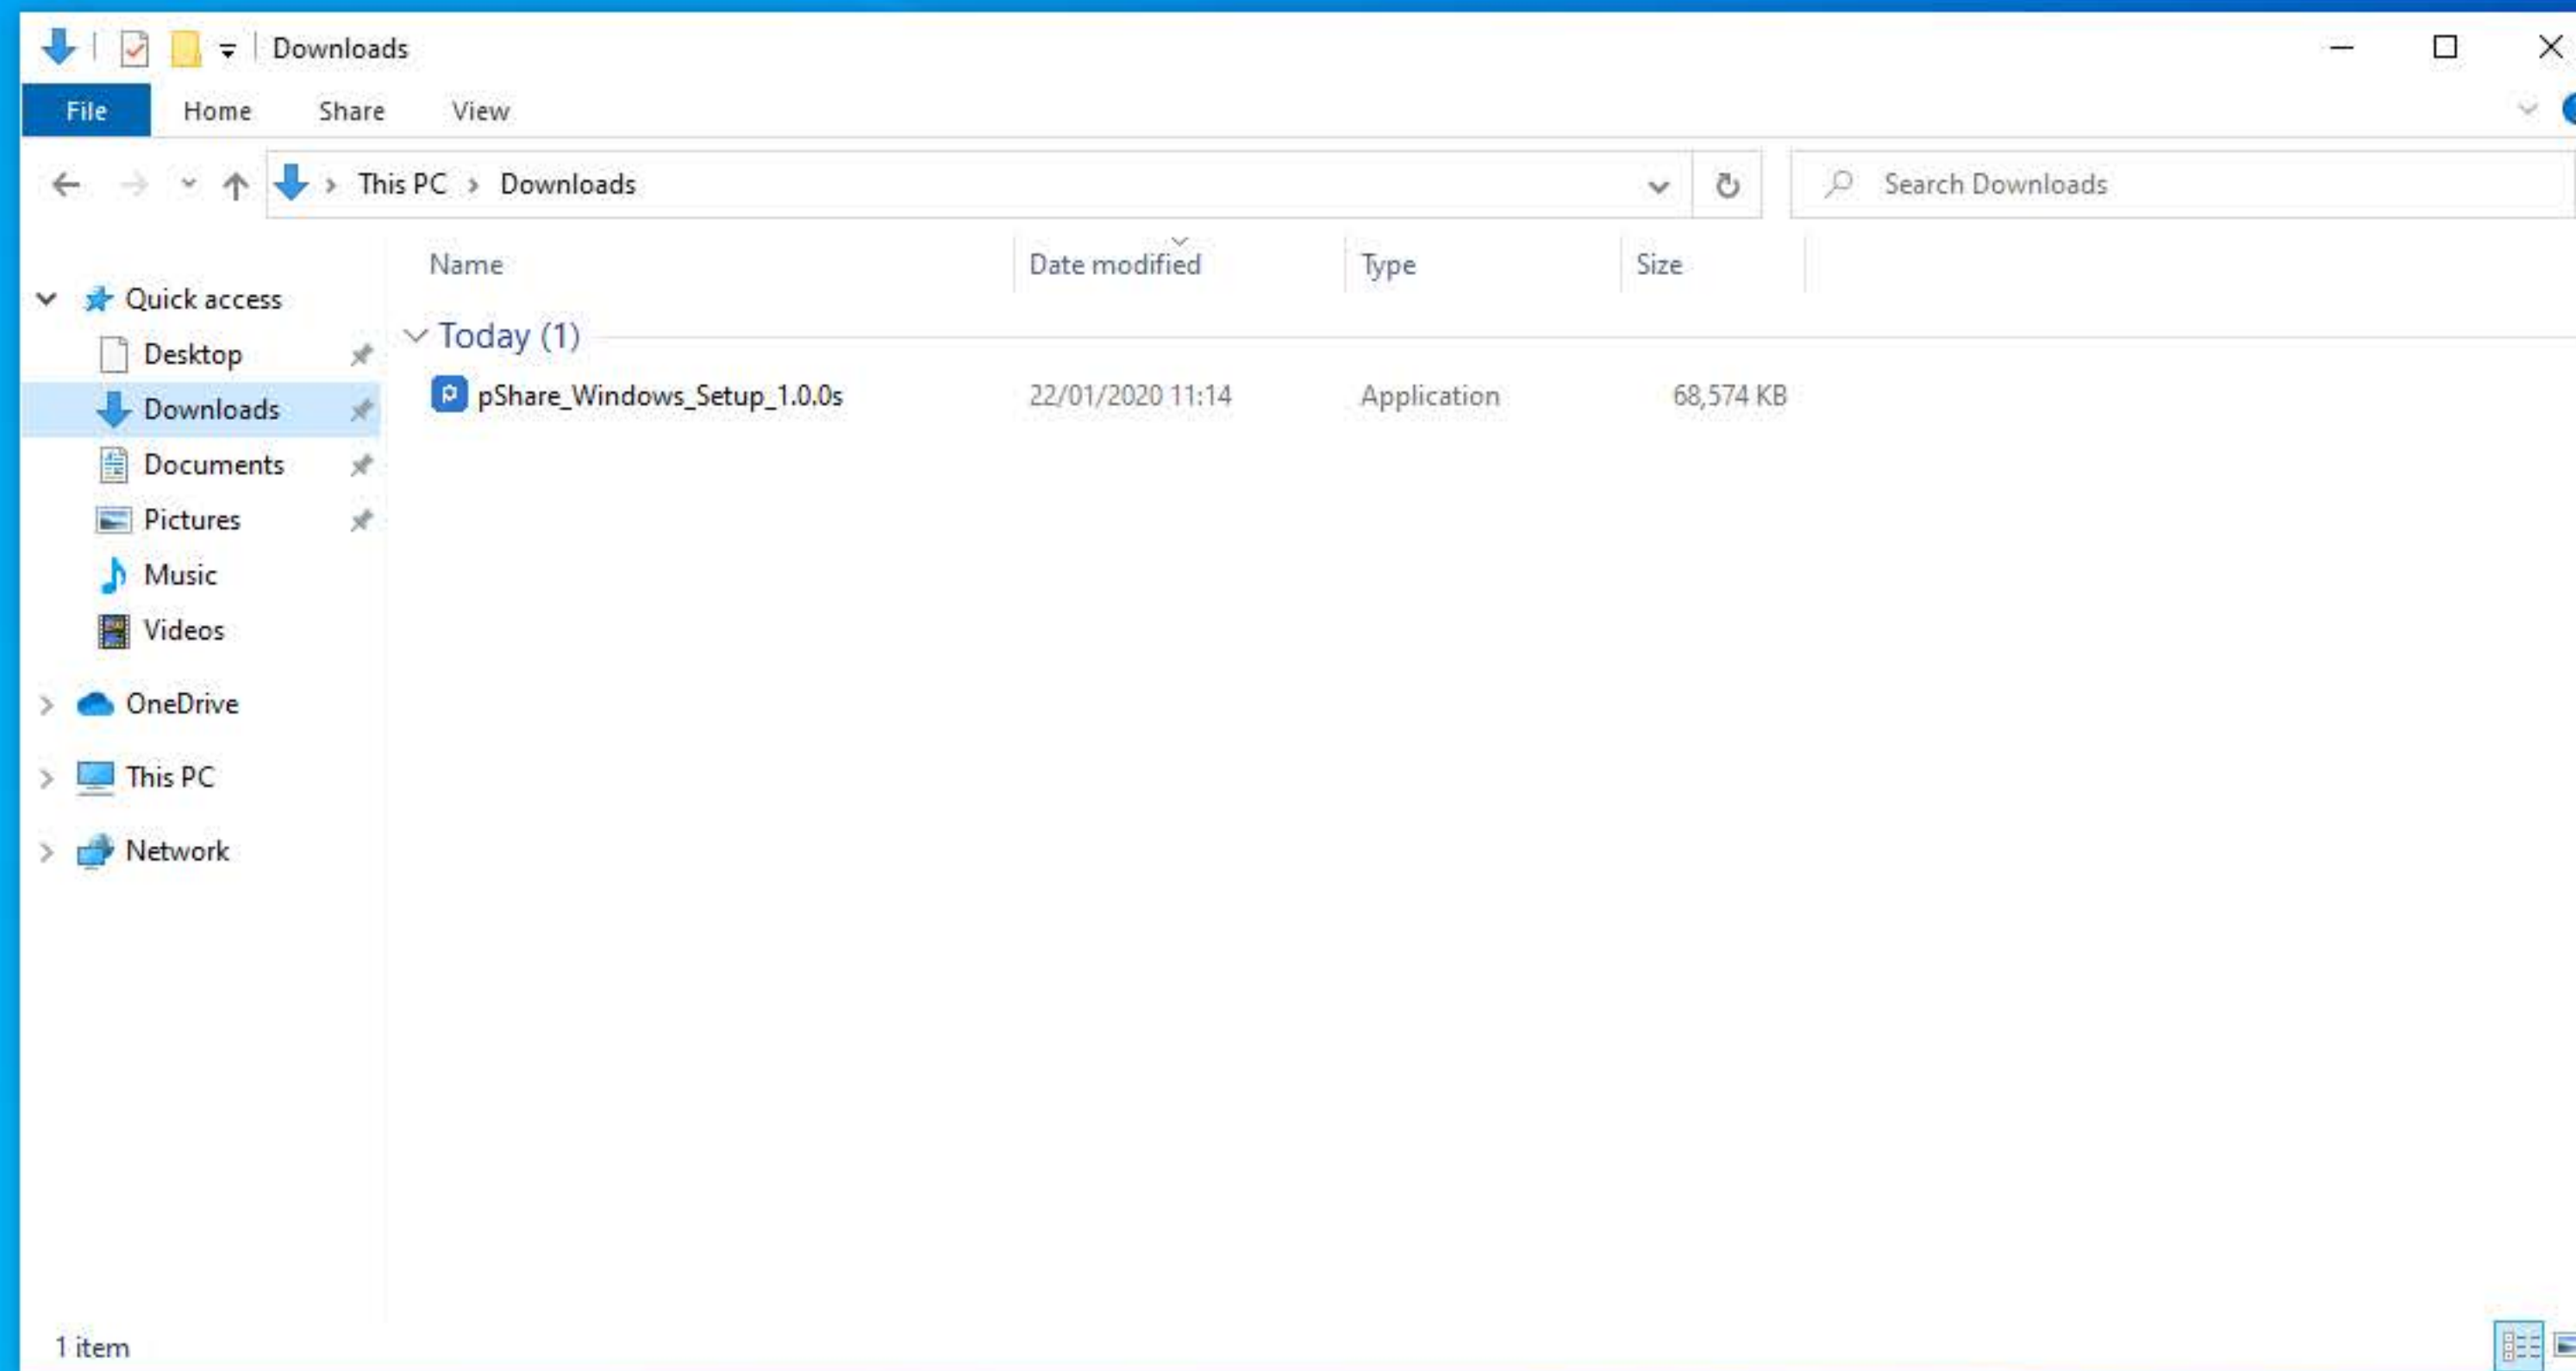 Downloads
File Home Share View
This PC Downloads
Search Downloads
Name Date modified Type Size
Quick access
Desktop
Downloads
Documents
Pictures
Music
Videos
OneDrive
This PC
Network
Today (1)
pShare_Windows_Setup_1.0.0s 22/01/2020 11:14 Application 68,574 KB
1 item